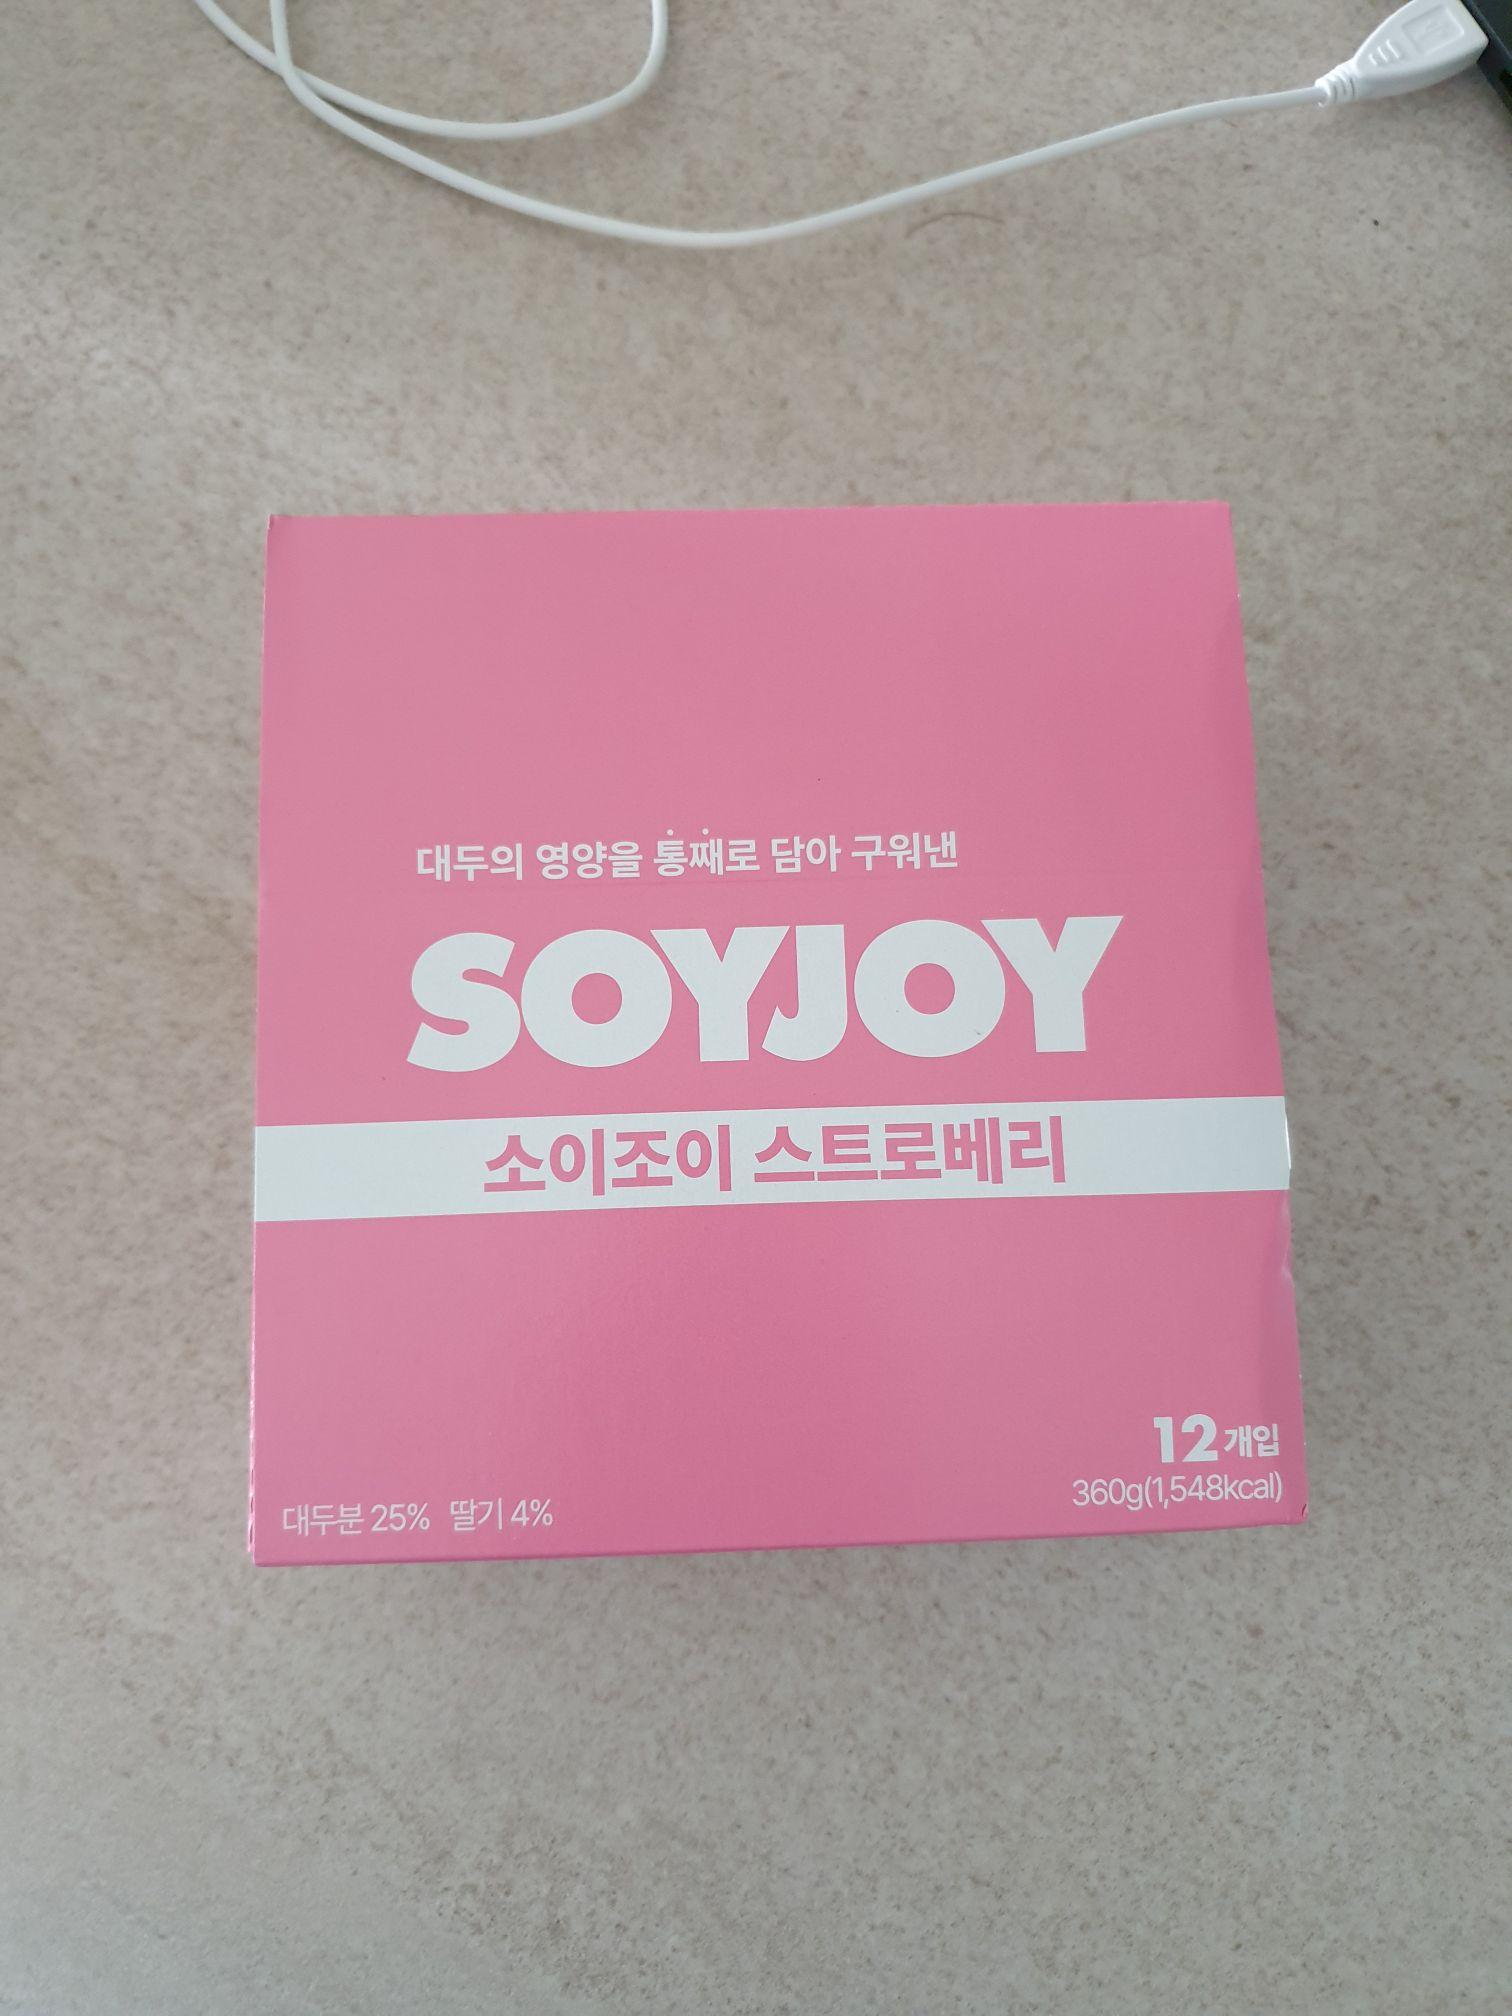 대두의 영양을 통째로 담아 구워낸
SOYJOY
소이조이 스트로베리
12개입
360g(1,548kcal)
대두분 25% 딸기 4%